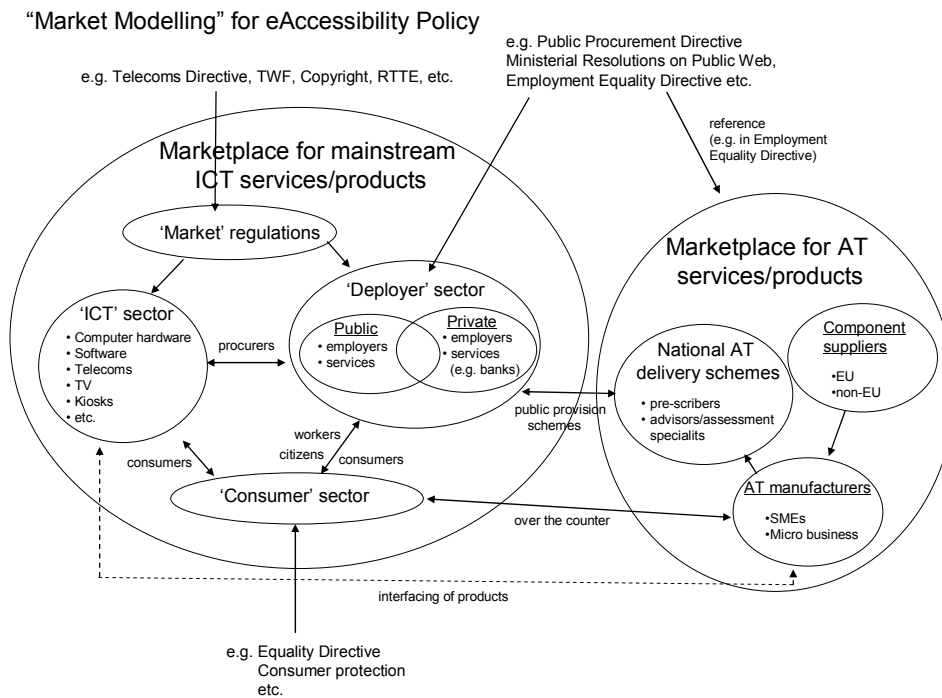 “Market Modelling” for eAccessibility Policy
e.g. Public Procurement Directive
Ministerial Resolutions on Public Web,
Employment Equality Directive etc.
e.g. Telecoms Directive, TWF, Copyright, RTTE, etc.
reference
(e.g. in Employment
Equality Directive)
Marketplace for mainstream
ICT services/products
‘Market’ regulations
Marketplace for AT
services/products
‘Deployer’ sector
Public
• employers
• services
Private
• employers
• services
(e.g. banks)
‘ICT’ sector
• Computer hardware
• Software
• Telecoms
• TV
• Kiosks
• etc.
procurers
National AT
delivery schemes
• pre-scribers
• advisors/assessment
specialits
Component
suppliers
•EU
•non-EU
public provision
schemes
workers
citizens
consumers
consumers
‘Consumer’ sector
AT manufacturers
•SMEs
•Micro business
over the counter
interfacing of products
e.g. Equality Directive
Consumer protection
etc.